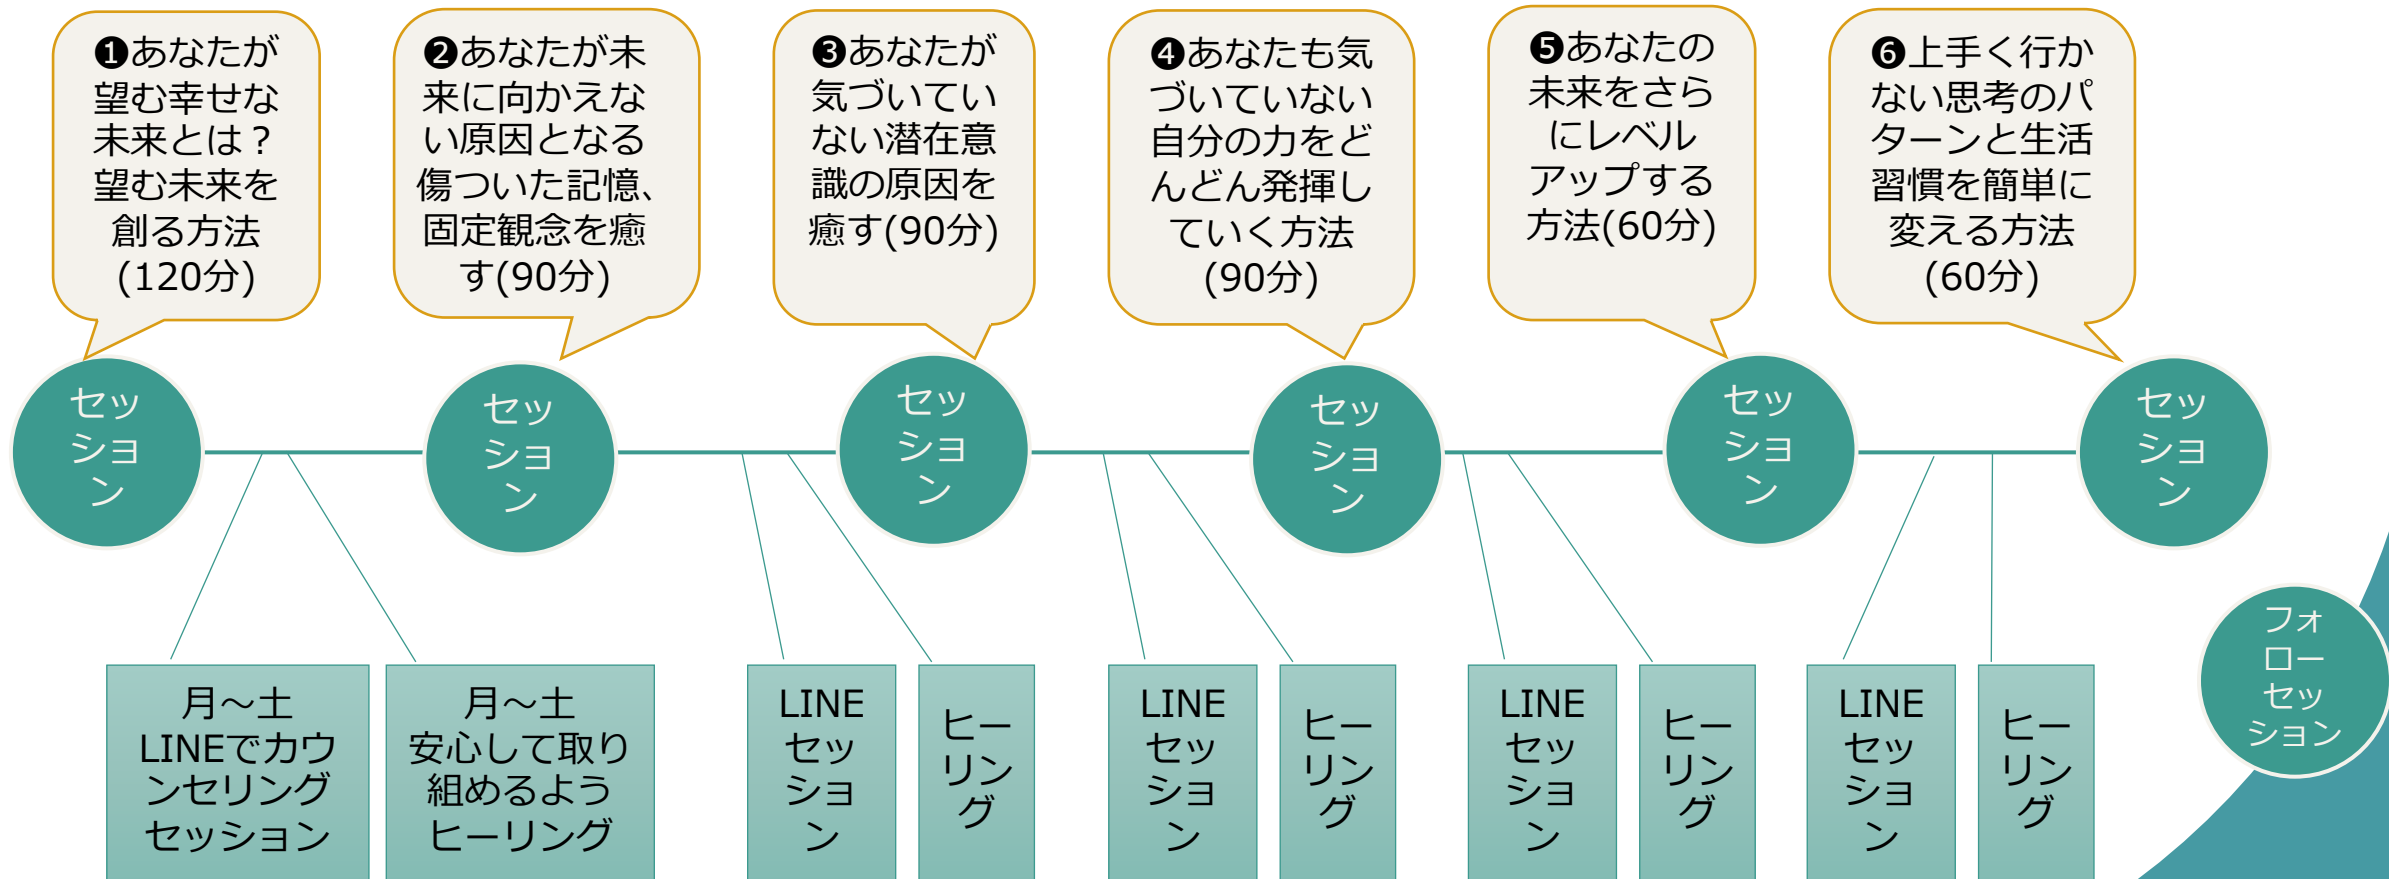 ❶あなたが
望む幸せな
未来とは？
望む未来を
創る方法
(120分)
❷あなたが未
来に向かえな
い原因となる
傷ついた記憶、
固定観念を癒
す(90分)
❸あなたが
気づいてい
ない潜在意
識の原因を
癒す(90分)
❹あなたも気
づいていない
自分の力をど
んどん発揮し
ていく方法
(90分)
❺あなたの
未来をさら
にレベル
アップする
方法(60分)
❻上手く行か
ない思考のパ
ターンと生活
習慣を簡単に
変える方法
(60分)
セッ
ショ
ン
セッ
ショ
ン
セッ
ショ
ン
セッ
ショ
ン
セッ
ショ
ン
セッ
ショ
ン
フォ
ロー
セッ
ション
月～土
LINEでカウ
ンセリング
セッション
月～土
安心して取り
組めるよう
ヒーリング
LINE
セッ
ショ
ン
ヒー
リン
グ
LINE
セッ
ショ
ン
ヒー
リン
グ
LINE
セッ
ショ
ン
ヒー
リン
グ
LINE
セッ
ショ
ン
ヒー
リン
グ